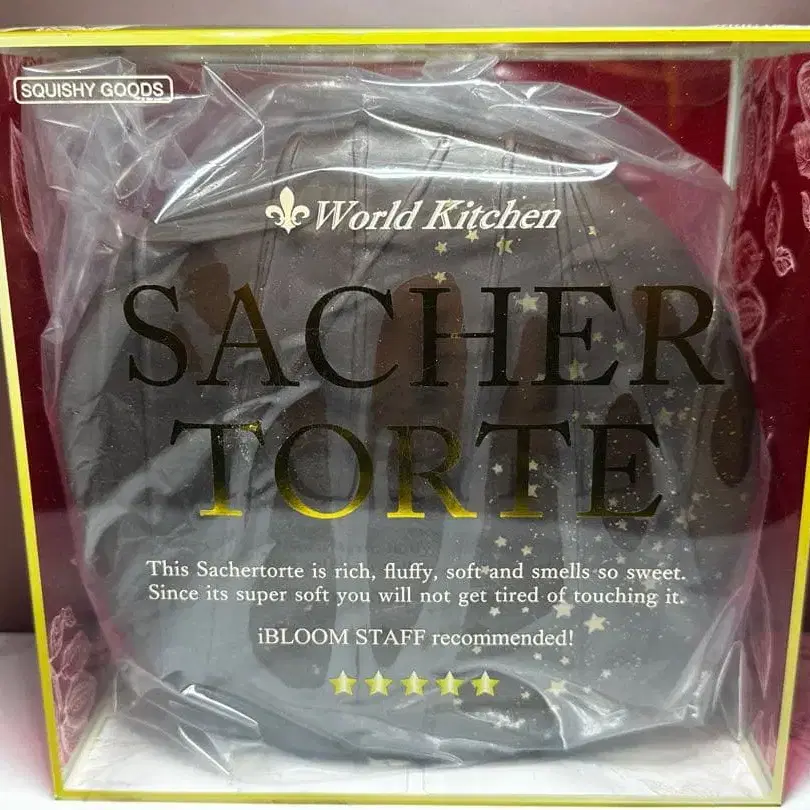 SQUISHY GOODS
World Kitchen
SACHER
TORTE
This Sachertorte is rich, fluffy, soft and smells so sweet.
Since its super soft you will not get tired of touching it.
iBLOOM STAFF recommended!